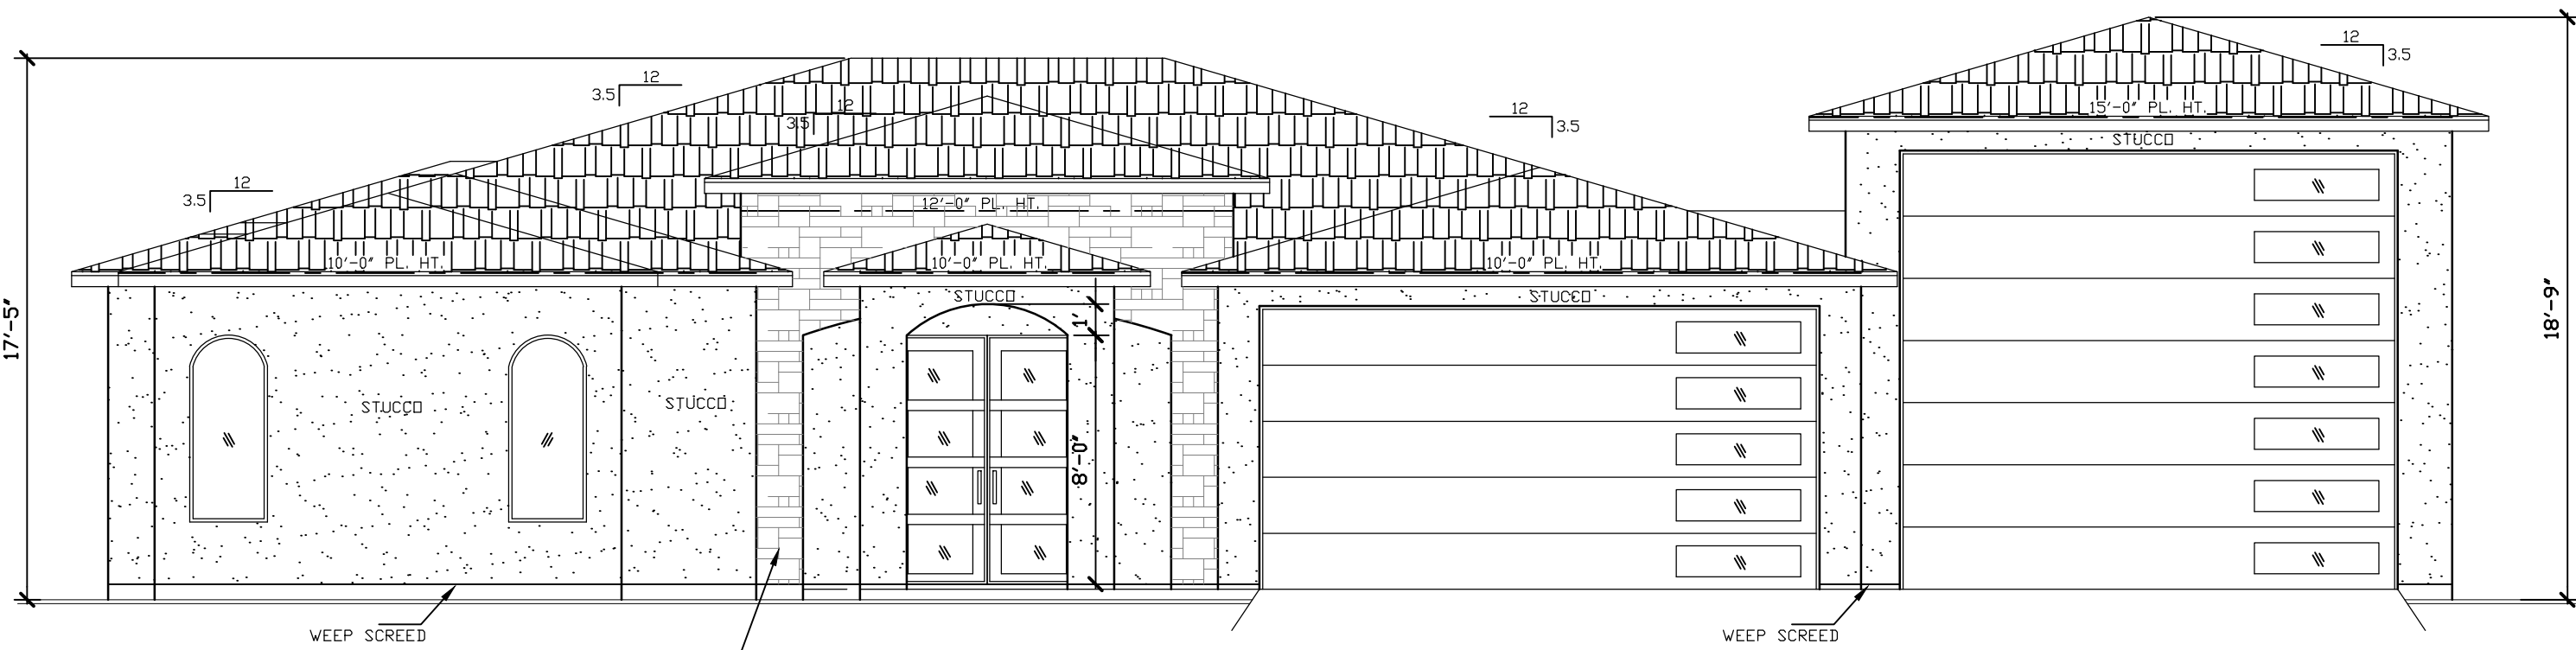 12
3.5
12
3.5
12
3.5
12
3.5
12
3.5
15'-0" PL. HT.
STUCCO
12'-0" PL. HT.
10'-0" PL. HT.
10'-0" PL. HT.
10'-0" PL. HT.
STUCCO
STUCCO
1'
17'-5"
18'-9"
STUCCO
STUCCO
8'-0"
WEEP SCREED
WEEP SCREED